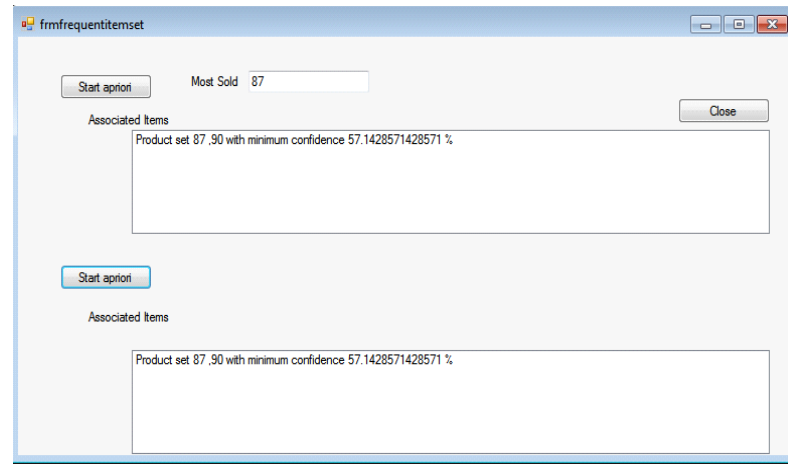 frmfrequentitemset
Start apriori
Most Sold 87
Close
Associated Items
Product set 87 ,90 with minimum confidence 57.1428571428571 %
Start apriori
Associated Items
Product set 87 ,90 with minimum confidence 57.1428571428571 %